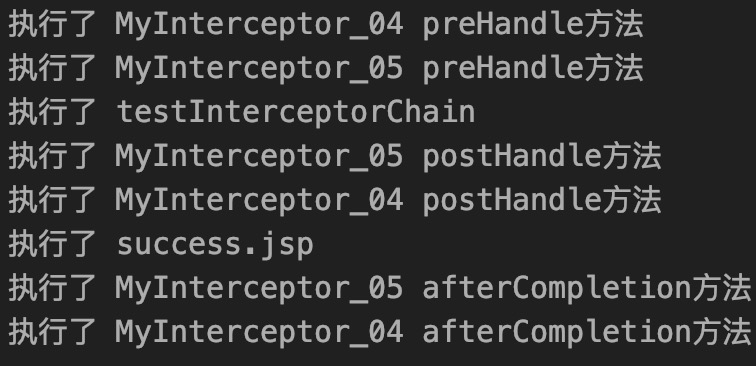 执行了 MyInterceptor_04 preHandle方法
执行了 MyInterceptor_05 preHandle方法
执行了 testInterceptorChain
执行了 MyInterceptor_05 postHandle方法
执行了 MyInterceptor_04 postHandle方法
执行了 success.jsp
执行了 MyInterceptor_05 afterCompletion方法
执行了 MyInterceptor_04 afterCompletion方法